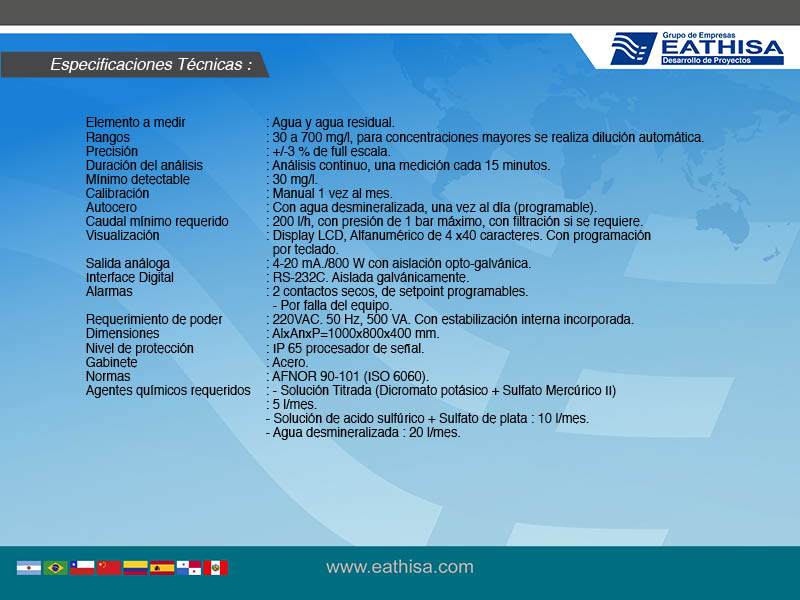 Grupo de Empresas
EATHISA
Desarrollo de Proyectos
Especificaciones Técnicas :
Elemento a medir : Agua y agua residual.
Rangos : 30 a 700 mg/l, para concentraciones mayores se realiza dilución automática.
Precisión : +/-3 % de full escala.
Duración del análisis : Análisis continuo, una medición cada 15 minutos.
Mínimo detectable : 30 mg/l.
Calibración : Manual 1 vez al mes.
Autocero : Con agua desmineralizada, una vez al día (programable).
Caudal mínimo requerido : 200 l/h, con presión de 1 bar máximo, con filtración si se requiere.
Visualización : Display LCD, Alfanumérico de 4 x40 caracteres. Con programación
por teclado.
Salida análoga : 4-20 mA./800 W con aislación opto-galvánica.
Interface Digital : RS-232C. Aislada galvánicamente.
Alarmas : 2 contactos secos, de setpoint programables.
- Por falla del equipo.
Requerimiento de poder : 220VAC. 50 Hz, 500 VA. Con estabilización interna incorporada.
Dimensiones : AlxAnxP=1000x800x400 mm.
Nivel de protección : IP 65 procesador de señal.
Gabinete : Acero.
Normas : AFNOR 90-101 (ISO 6060).
Agentes químicos requeridos : - Solución Titrada (Dicromato potásico + Sulfato Mercúrico II)
: 5 l/mes.
- Solución de acido sulfúrico + Sulfato de plata : 10 l/mes.
- Agua desmineralizada : 20 l/mes.
www.eathisa.com